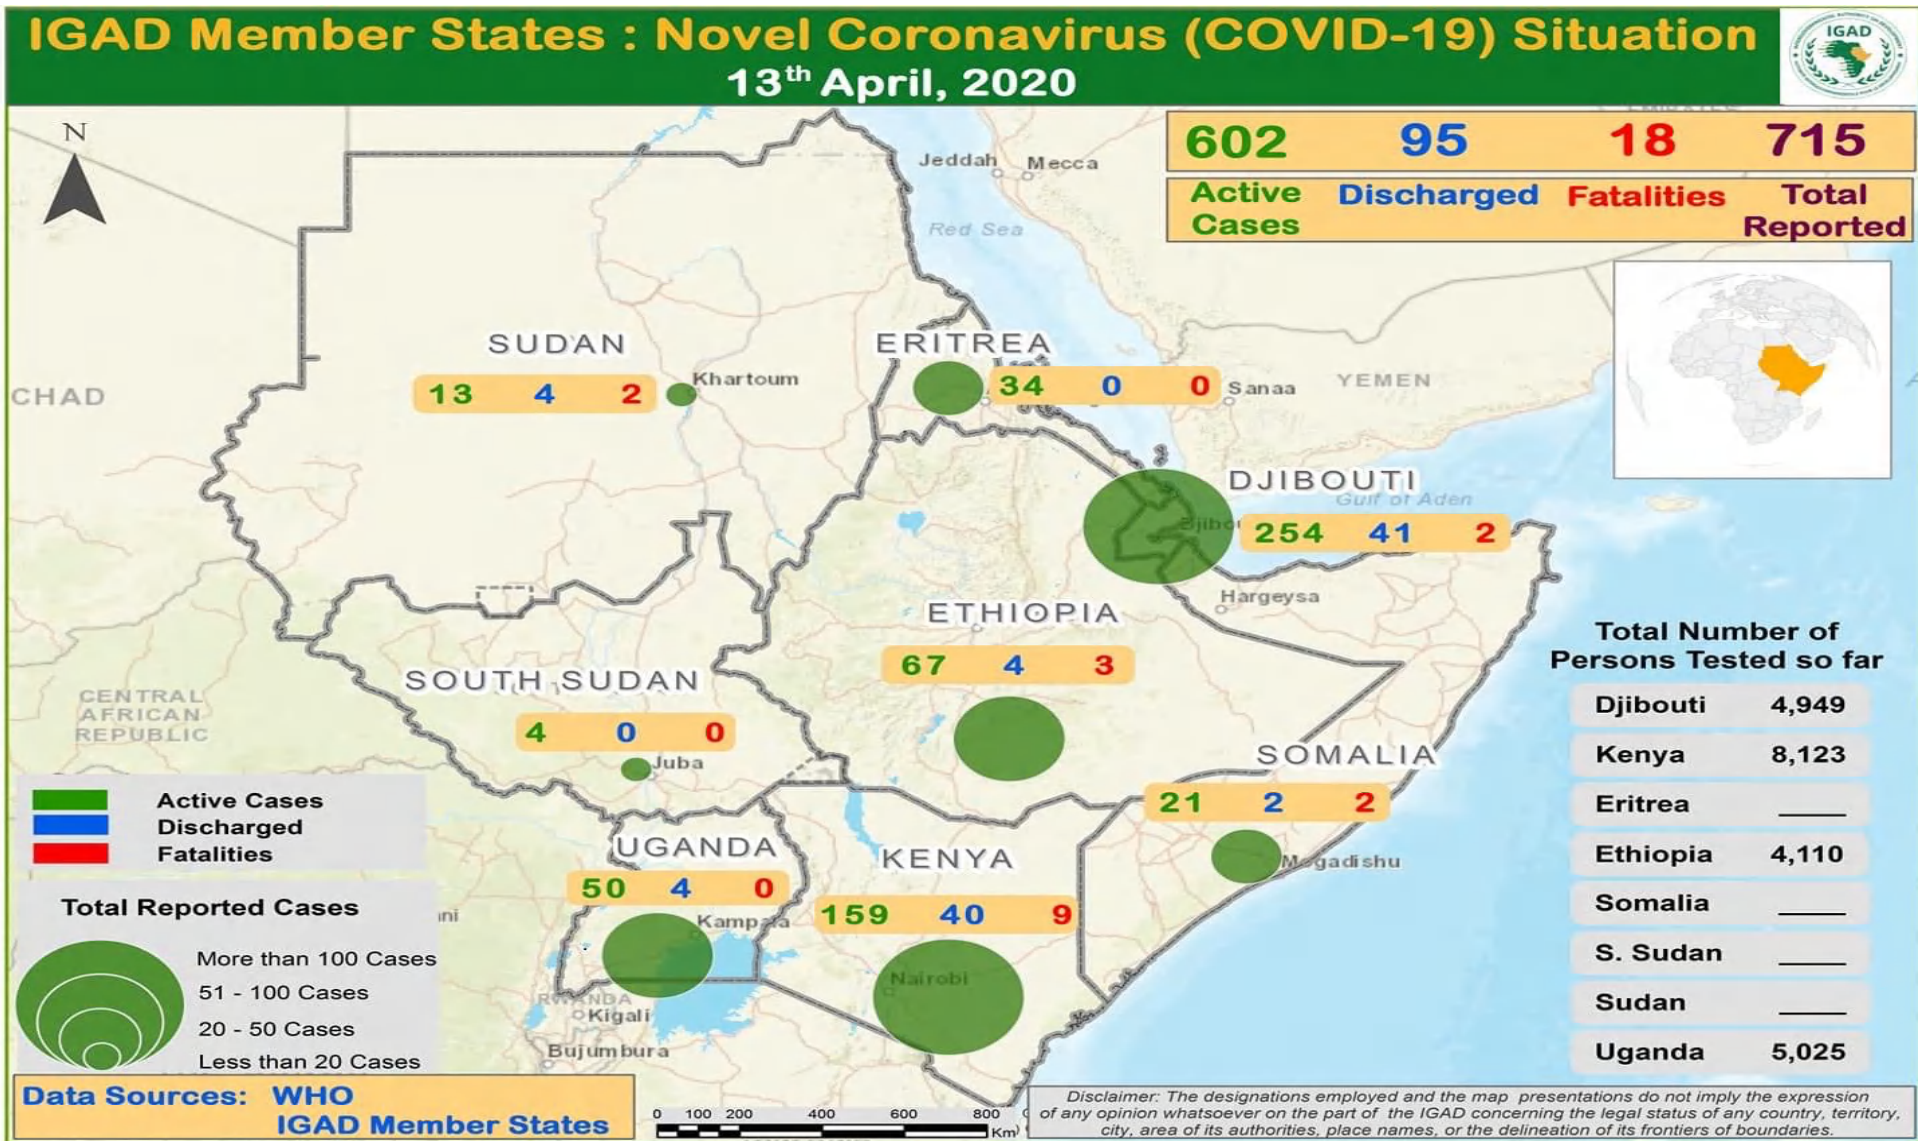 IGAD Member States : Novel Coronavirus (COVID-19) Situation
13th April, 2020
IGAD
N
602 95 18 715
Active Cases Discharged Fatalities Total Reported
Jeddah
Mecca
Red Sea
SUDAN
13 4 2
Khartoum
ERITREA
34 0 0
Sanaa
YEMEN
CHAD
DJIBOUTI
Gulf of Aden
254 41 2
Hargeysa
ETHIOPIA
67 4 3
SOUTH SUDAN
4 0 0
Juba
CENTRAL
AFRICAN
REPUBLIC
SOMALIA
21 2 2
Mogadishu
UGANDA
50 4 0
Kampala
KENYA
159 40 9
Nairobi
RWANDA
Kigali
Bujumbura
Total Number of
Persons Tested so far
Djibouti 4,949
Kenya 8,123
Eritrea ____
Ethiopia 4,110
Somalia ____
S. Sudan ____
Sudan ____
Uganda 5,025
Active Cases
Discharged
Fatalities
Total Reported Cases
More than 100 Cases
51 - 100 Cases
20 - 50 Cases
Less than 20 Cases
Data Sources: WHO
IGAD Member States
0 100 200 400 600 800
Km
Disclaimer: The designations employed and the map presentations do not imply the expression
of any opinion whatsoever on the part of the IGAD concerning the legal status of any country, territory,
city, area of its authorities, place names, or the delineation of its frontiers of boundaries.